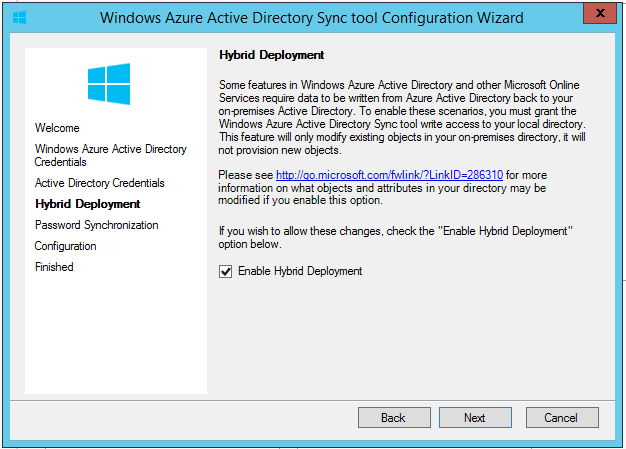 Windows Azure Active Directory Sync tool Configuration Wizard
x
Welcome
Windows Azure Active Directory
Credentials
Active Directory Credentials
Hybrid Deployment
Password Synchronization
Configuration
Finished
Hybrid Deployment
Some features in Windows Azure Active Directory and other Microsoft Online
Services require data to be written from Azure Active Directory back to your
on-premises Active Directory. To enable these scenarios, you must grant the
Windows Azure Active Directory Sync tool write access to your local directory.
This feature will only modify existing objects in your on-premises directory, it will
not provision new objects.
Please see http://go.microsoft.com/fwlink/?LinkID=286310 for more
information on what objects and attributes in your directory may be
modified if you enable this option.
If you wish to allow these changes, check the "Enable Hybrid Deployment"
option below.
Enable Hybrid Deployment
Back
Next
Cancel